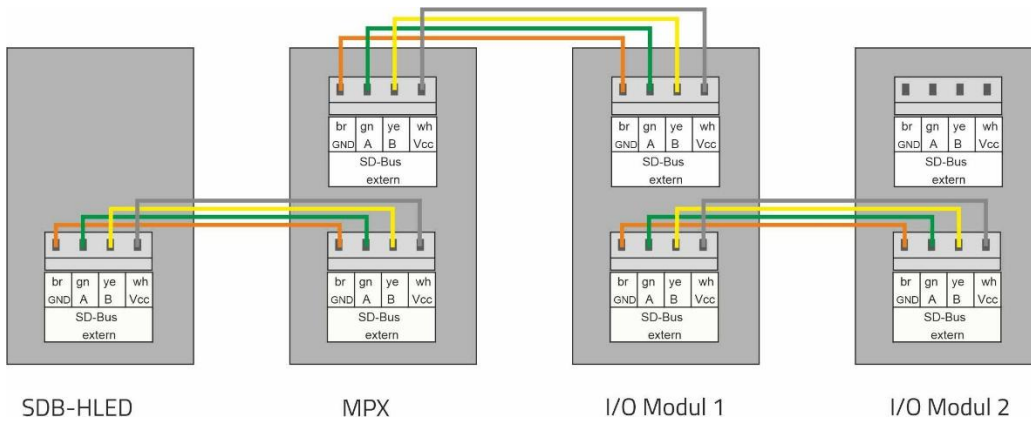 br gn ye wh
GND A B Vcc
SD-Bus
extern
br gn ye wh
GND A B Vcc
SD-Bus
extern
br gn ye wh
GND A B Vcc
SD-Bus
extern
br gn ye wh
GND A B Vcc
SD-Bus
extern
br gn ye wh
GND A B Vcc
SD-Bus
extern
br gn ye wh
GND A B Vcc
SD-Bus
extern
br gn ye wh
GND A B Vcc
SD-Bus
extern
SDB-HLED
MPX
I/O Modul 1
I/O Modul 2